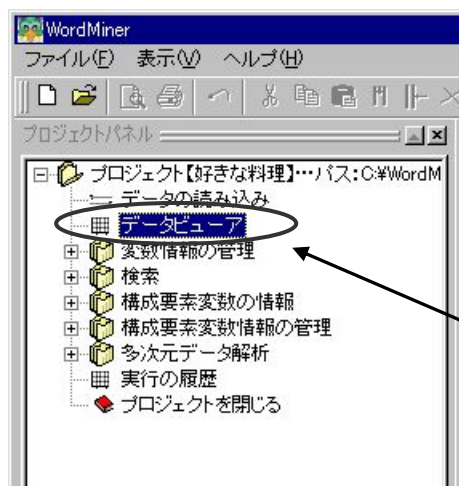 WordMiner
ファイル(F) 表示(V) ヘルプ(H)
プロジェクトパネル
プロジェクト【好きな料理】…パス:C:¥WordM
データの読み込み
データビューア
変数情報の管理
検索
構成要素変数の情報
構成要素変数情報の管理
多次元データ解析
実行の履歴
プロジェクトを閉じる